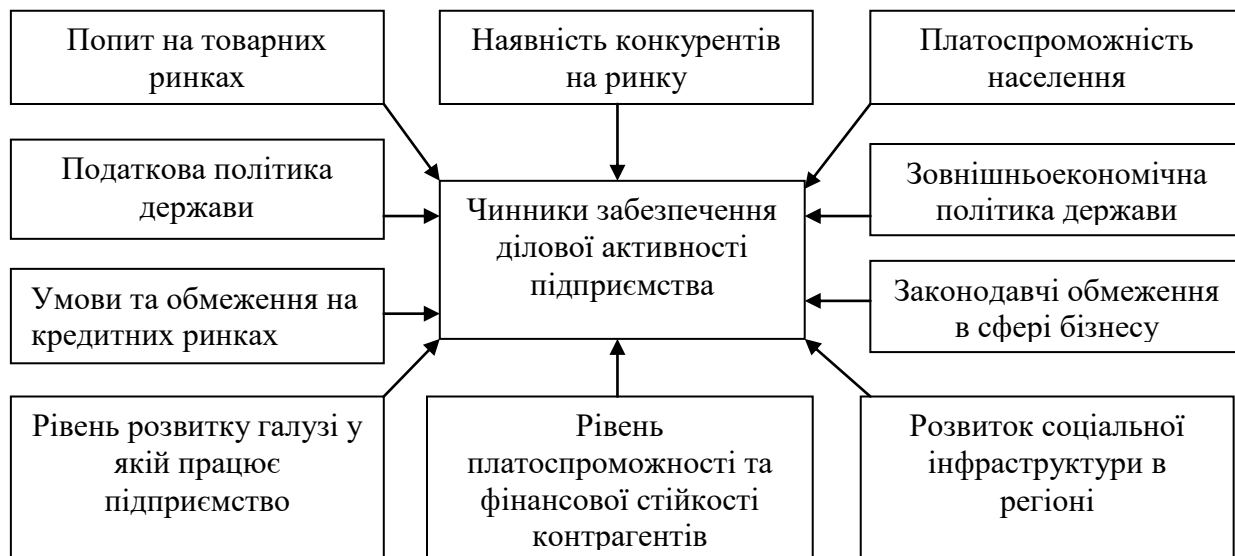 Попит на товарних
ринках
Наявність конкурентів
на ринку
Платоспроможність
населення
Податкова політика
держави
Чинники забезпечення
ділової активності
підприємства
Зовнішньоекономічна
політика держави
Умови та обмеження на
кредитних ринках
Законодавчі обмеження
в сфері бізнесу
Рівень розвитку галузі у
якій працює
підприємство
Рівень
платоспроможності та
фінансової стійкості
контрагентів
Розвиток соціальної
інфраструктури в
регіоні